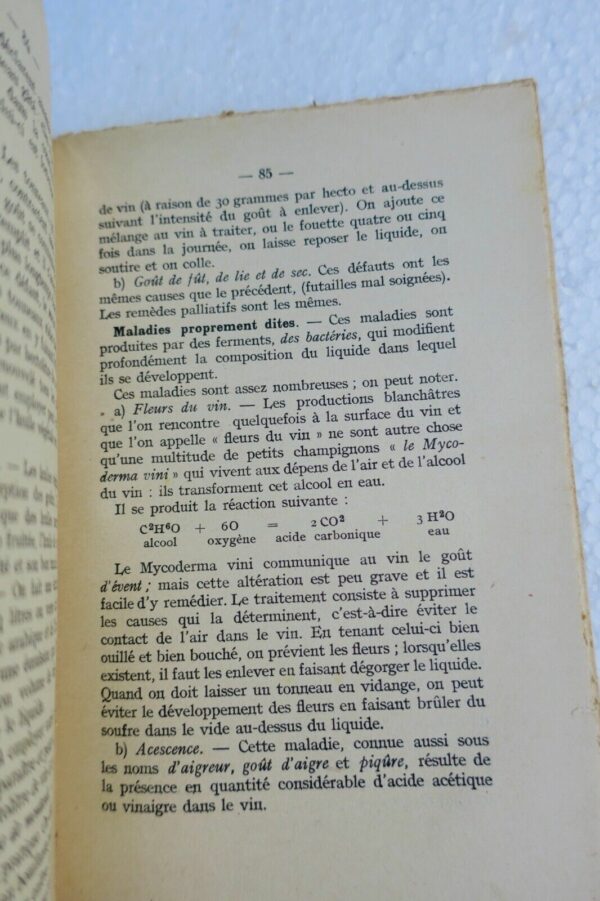 — 85 —
de vin (à raison de 30 grammes par hecto et au-dessus
suivant l'intensité du goût à enlever). On ajoute ce
mélange au vin à traiter, ou le fouette quatre ou cinq
fois dans la journée, on laisse reposer le liquide, on
soutire et on colle.
b) Goût de fût, de lie et de sec. Ces défauts ont les
mêmes causes que le précédent, (futailles mal soignées).
Les remèdes palliatifs sont les mêmes.
Maladies proprement dites. — Ces maladies sont
produites par des ferments, des bactéries, qui modifient
profondément la composition du liquide dans lequel
ils se développent.
Ces maladies sont assez nombreuses ; on peut noter.
a) Fleurs du vin. — Les productions blanchâtres
que l'on rencontre quelquefois à la surface du vin et
que l'on appelle « fleurs du vin » ne sont autre chose
qu'une multitude de petits champignons « le Myco-
derma vini » qui vivent aux dépens de l'air et de l'alcool
du vin : ils transforment cet alcool en eau.
Il se produit la réaction suivante :
C²H⁶O + 6O = 2 CO² + 3 H²O
alcool oxygène acide carbonique eau
Le Mycoderma vini communique au vin le goût
d'évent ; mais cette altération est peu grave et il est
facile d'y remédier. Le traitement consiste à supprimer
les causes qui la déterminent, c'est-à-dire éviter le
contact de l'air dans le vin. En tenant celui-ci bien
ouillé et bien bouché, on prévient les fleurs ; lorsqu'elles
existent, il faut les enlever en faisant dégorger le liquide.
Quand on doit laisser un tonneau en vidange, on peut
éviter le développement des fleurs en faisant brûler du
soufre dans le vide au-dessus du liquide.
b) Acescence. — Cette maladie, connue aussi sous
les noms d'aigreur, goût d'aigre et piqûre, résulte de
la présence en quantité considérable d'acide acétique
ou vinaigre dans le vin.